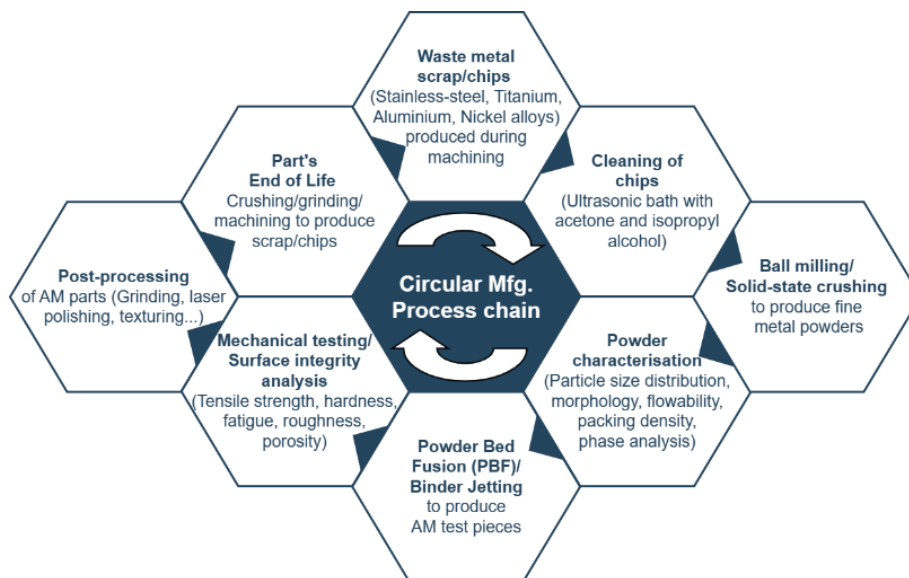 Waste metal
scrap/chips
(Stainless-steel, Titanium,
Aluminium, Nickel alloys)
produced during
machining
Cleaning of
chips
(Ultrasonic bath with
acetone and isopropyl
alcohol)
Ball milling/
Solid-state crushing
to produce fine
metal powders
Powder
characterisation
(Particle size distribution,
morphology, flowability,
packing density,
phase analysis)
Powder Bed
Fusion (PBF)/
Binder Jetting
to produce
AM test pieces
Mechanical testing/
Surface integrity
analysis
(Tensile strength, hardness,
fatigue, roughness,
porosity)
Post-processing
of AM parts (Grinding, laser
polishing, texturing...)
Part's
End of Life
Crushing/grinding/
machining to produce
scrap/chips
Circular Mfg.
Process chain